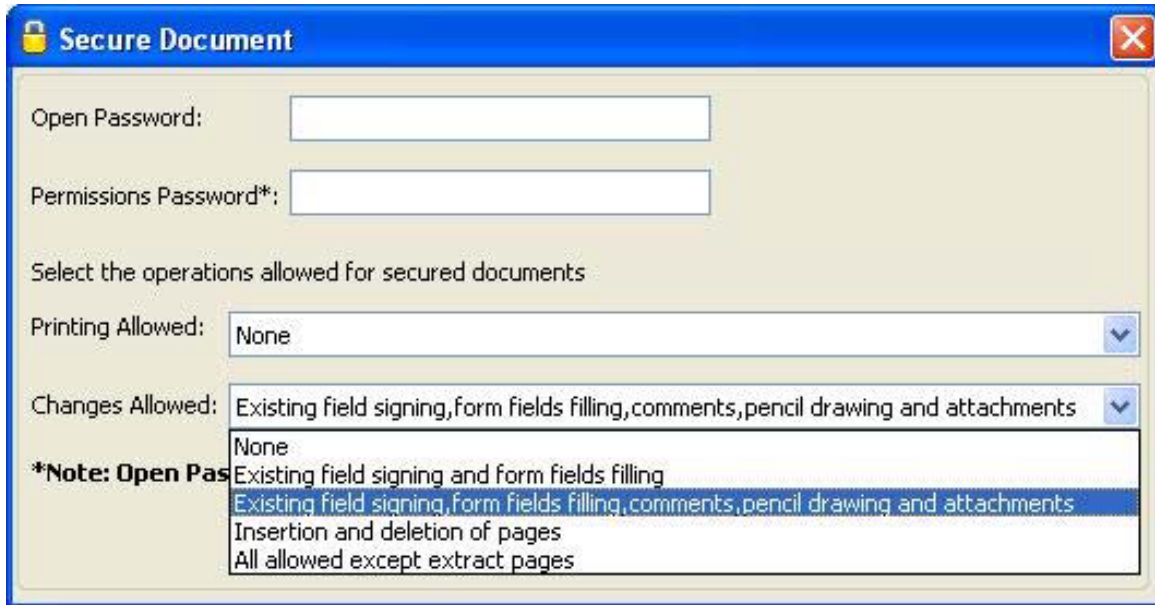 Secure Document
Open Password:
Permissions Password*:
Select the operations allowed for secured documents
Printing Allowed: None
Changes Allowed: Existing field signing,form fields filling,comments,pencil drawing and attachments
None
*Note: Open Pas
Existing field signing and form fields filling
Existing field signing,form fields filling,comments,pencil drawing and attachments
Insertion and deletion of pages
All allowed except extract pages